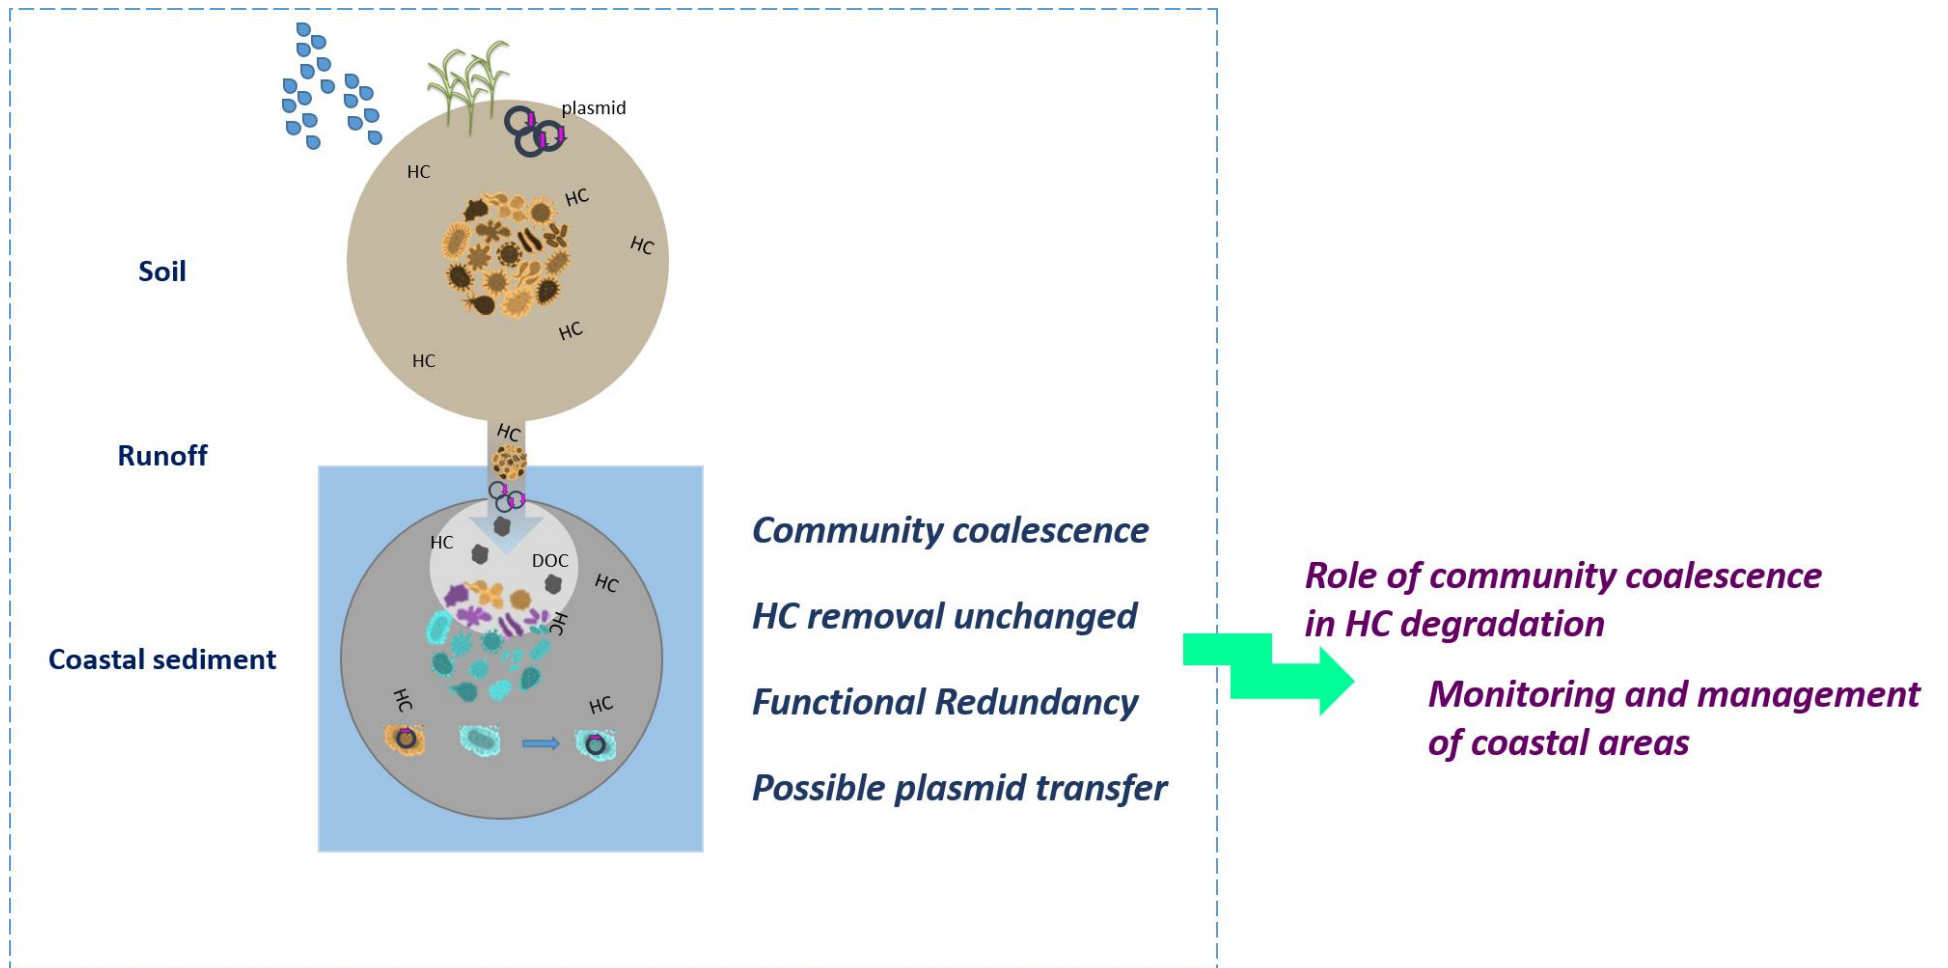 plasmid
HC
HC
HC
Soil
HC
HC
HC
Runoff
HC
DOC
HC
HC
Coastal sediment
HC
HC
Community coalescence
HC removal unchanged
Functional Redundancy
Possible plasmid transfer
Role of community coalescence
in HC degradation
Monitoring and management
of coastal areas